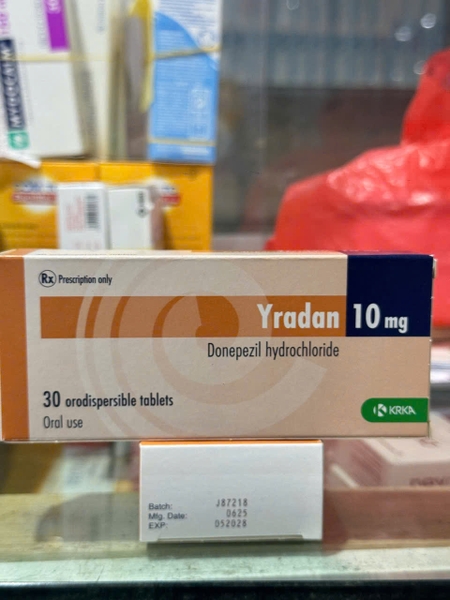 MYOCALM
Rx Prescription only
Yradan 10 mg
Donepezil hydrochloride
30 orodispersible tablets
Oral use
KRKA
Batch: J87218
Mfg. Date: 0625
EXP: 052028